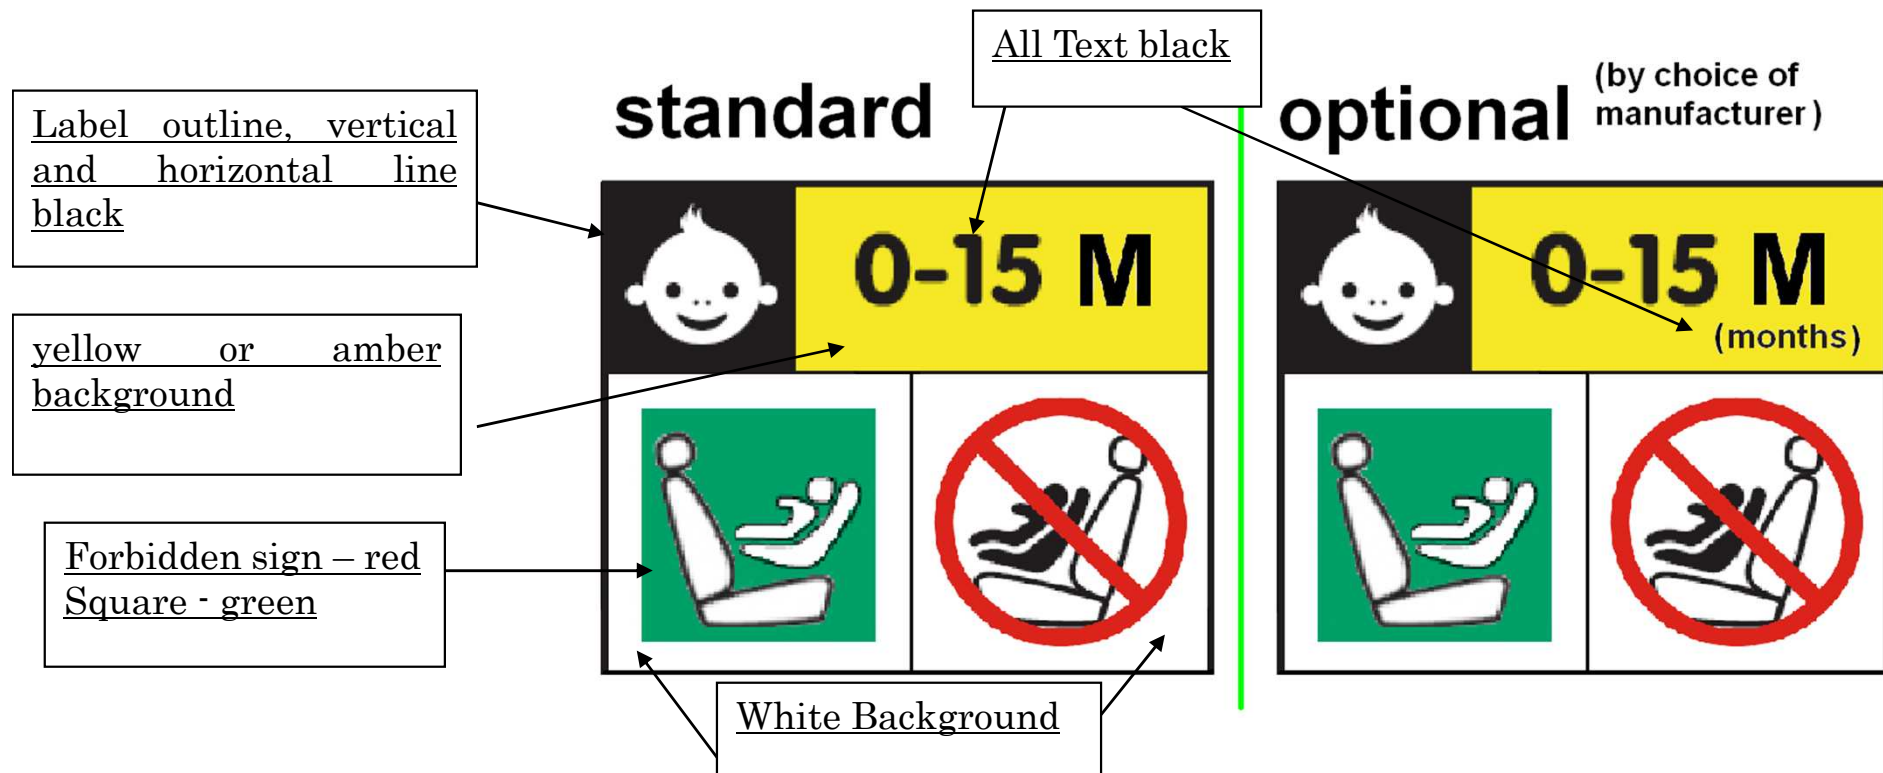 All Text black
Label outline, vertical
and horizontal line
black
standard
optional
(by choice of
manufacturer)
0-15 M
0-15 M
(months)
yellow or amber
background
Forbidden sign – red
Square - green
White Background